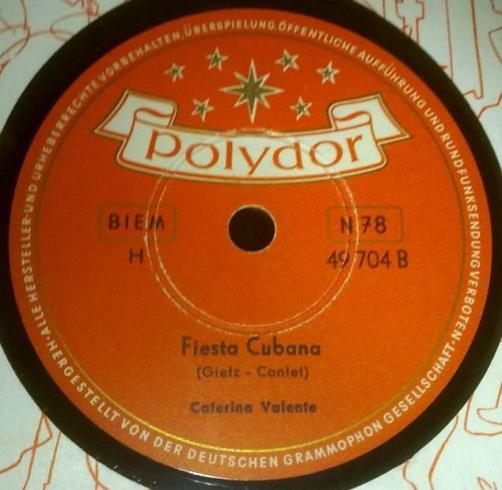 ALLE HERSTELLER- UND URHEBERRECHTE VORBEHALTEN, ÜBERSPIELUNG, ÖFFENTLICHE AUFFÜHRUNG UND RUNDFUNKSENDUNG VERBOTEN.
polydor
BIEM
N 78
H
49 704 B
Fiesta Cubana
(Gietz - Contet)
Caterina Valente
HERGESTELLT VON DER DEUTSCHEN GRAMMOPHON GESELLSCHAFT